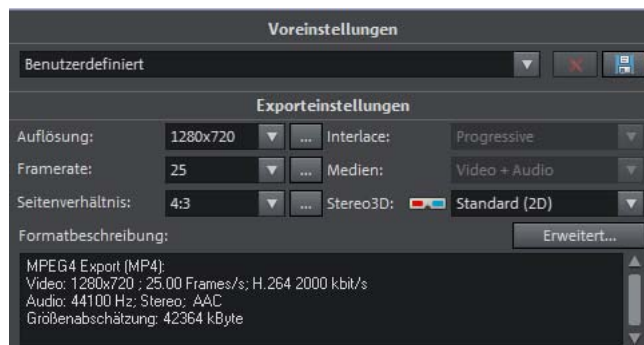 Voreinstellungen
Benutzerdefiniert
Exporteinstellungen
Auflösung: 1280x720 ... Interlace: Progressive
Framerate: 25 ... Medien: Video + Audio
Seitenverhältnis: 4:3 ... Stereo3D: Standard (2D)
Formatbeschreibung: Erweitert...
MPEG4 Export (MP4):
Video: 1280x720 ; 25.00 Frames/s; H.264 2000 kbit/s
Audio: 44100 Hz; Stereo; AAC
Größenabschätzung: 42364 kByte